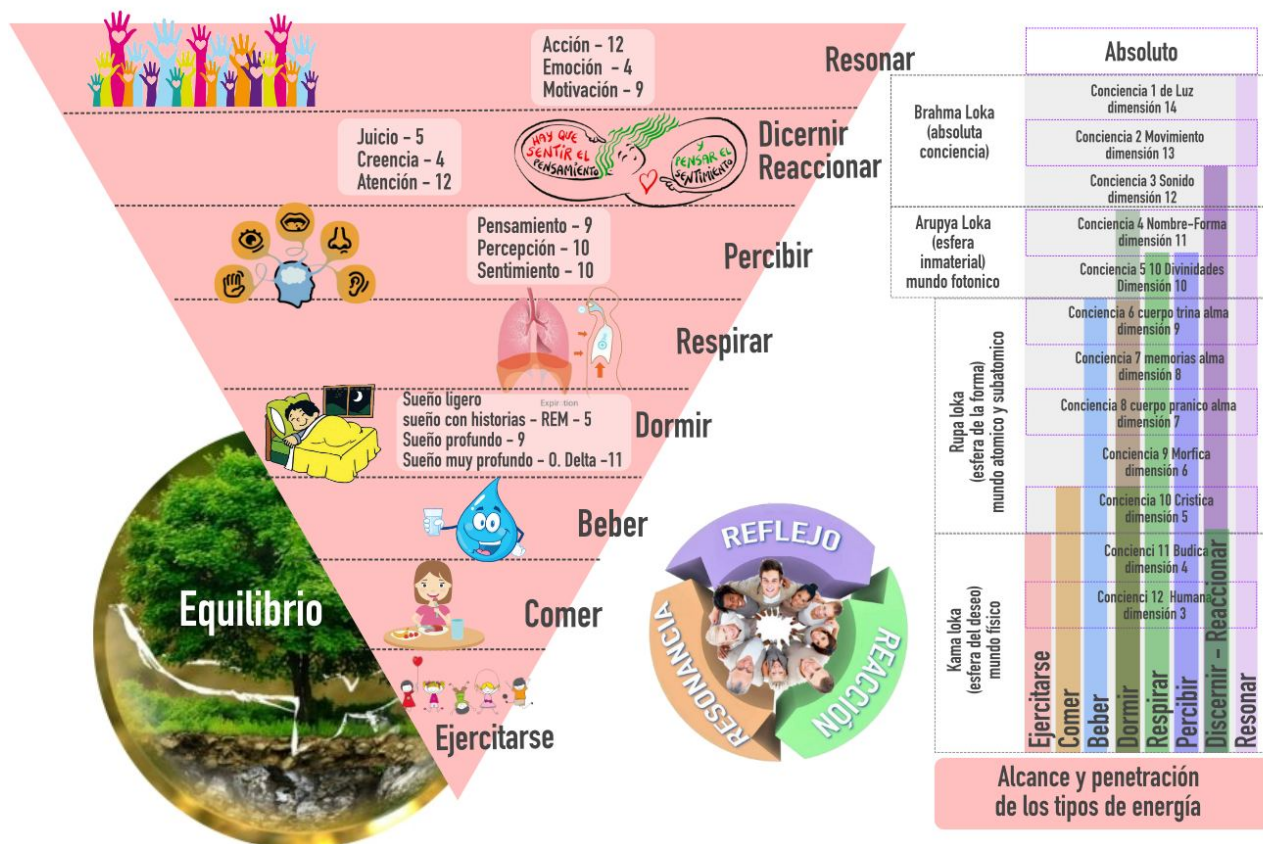 Acción - 12
Emoción - 4
Motivación - 9
Resonar
Juicio - 5
Creencia - 4
Atención - 12
HAY QUE
SENTIR EL
PENSAMIENTO
Y
PENSAR EL
SENTIMIENTO
Dicernir
Reaccionar
Pensamiento - 9
Percepción - 10
Sentimiento - 10
Percibir
Respirar
Sueño ligero
sueño con historias - REM - 5
Sueño profundo - 9
Sueño muy profundo - O. Delta -11
Dormir
Beber
Equilibrio
Comer
Ejercitarse
REFLEJO
REACCIÓN
RESONANCIA
Absoluto
Brahma Loka
(absoluta
conciencia)
Conciencia 1 de Luz
dimensión 14
Conciencia 2 Movimiento
dimensión 13
Conciencia 3 Sonido
dimensión 12
Arupya Loka
(esfera
inmaterial)
mundo fotonico
Conciencia 4 Nombre-Forma
dimensión 11
Conciencia 5 10 Divinidades
Dimensión 10
Rupa loka
(esfera de la forma)
mundo atomico y subatomico
Conciencia 6 cuerpo trina alma
dimensión 9
Conciencia 7 memorias alma
dimensión 8
Conciencia 8 cuerpo pranico alma
dimensión 7
Conciencia 9 Morfica
dimensión 6
Conciencia 10 Cristica
dimensión 5
Kama loka
(esfera del deseo)
mundo físico
Concienci 11 Budica
dimensión 4
Concienci 12 Humana
dimensión 3
Ejercitarse
Comer
Beber
Dormir
Respirar
Percibir
Discernir - Reaccionar
Resonar
Alcance y penetración
de los tipos de energía